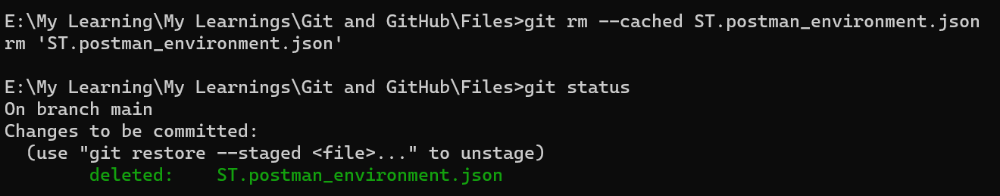 E:\My Learning\My Learnings\Git and GitHub\Files>git rm --cached ST.postman_environment.json
rm 'ST.postman_environment.json'
E:\My Learning\My Learnings\Git and GitHub\Files>git status
On branch main
Changes to be committed:
  (use "git restore --staged <file>..." to unstage)
        deleted:    ST.postman_environment.json